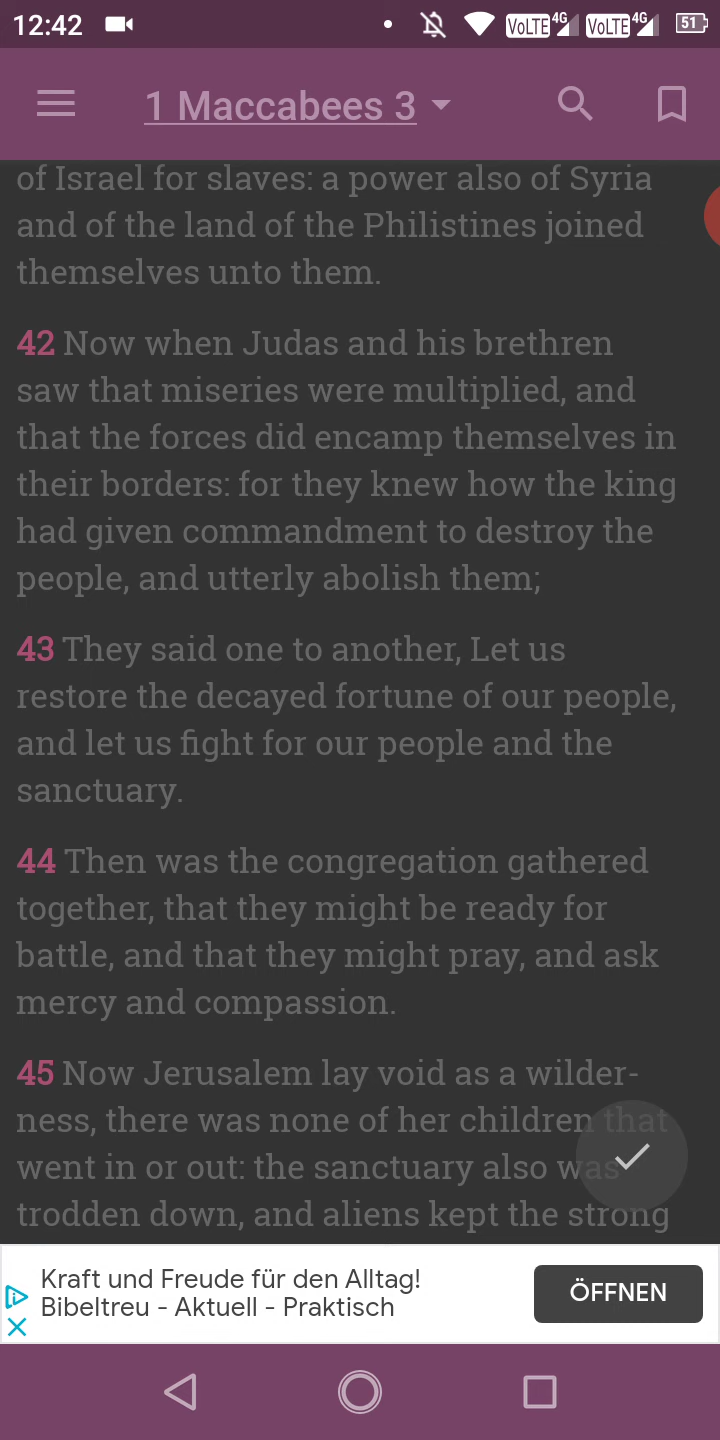 12:42
VoLTE 4G VoLTE 4G 51
1 Maccabees 3
of Israel for slaves: a power also of Syria
and of the land of the Philistines joined
themselves unto them.
42 Now when Judas and his brethren
saw that miseries were multiplied, and
that the forces did encamp themselves in
their borders: for they knew how the king
had given commandment to destroy the
people, and utterly abolish them;
43 They said one to another, Let us
restore the decayed fortune of our people,
and let us fight for our people and the
sanctuary.
44 Then was the congregation gathered
together, that they might be ready for
battle, and that they might pray, and ask
mercy and compassion.
45 Now Jerusalem lay void as a wilder-
ness, there was none of her children that
went in or out: the sanctuary also was
trodden down, and aliens kept the strong
Kraft und Freude für den Alltag!
Bibeltreu - Aktuell - Praktisch
ÖFFNEN